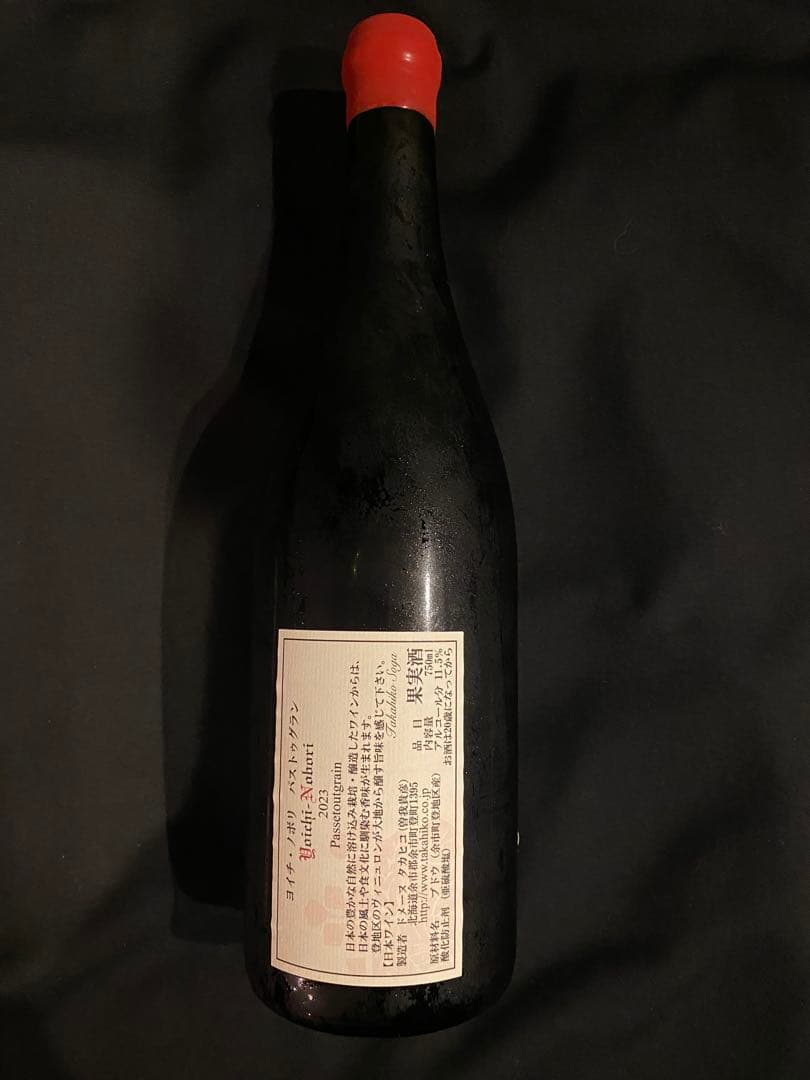 ヨイチ・ノボリ パストゥグラン
Yoichi-Nobori
2023
Passetoutgrain
日本の豊かな自然に溶け込み栽培・醸造したワインからは、
日本の風土や食文化に馴染む香味が生まれます。
登地区のヴィニュロンが大地から醸す旨味を感じて下さい。
Takahiko Soga
【日本ワイン】
製造者 ドメーヌ タカヒコ(曽我貴彦)
北海道余市郡余市町登町1395
http://www.takahiko.co.jp
原材料名 ブドウ(余市町登地区産)
酸化防止剤(亜硫酸塩)
品目 果実酒
内容量 750ml
アルコール分 11.5%
お酒は20歳になってから